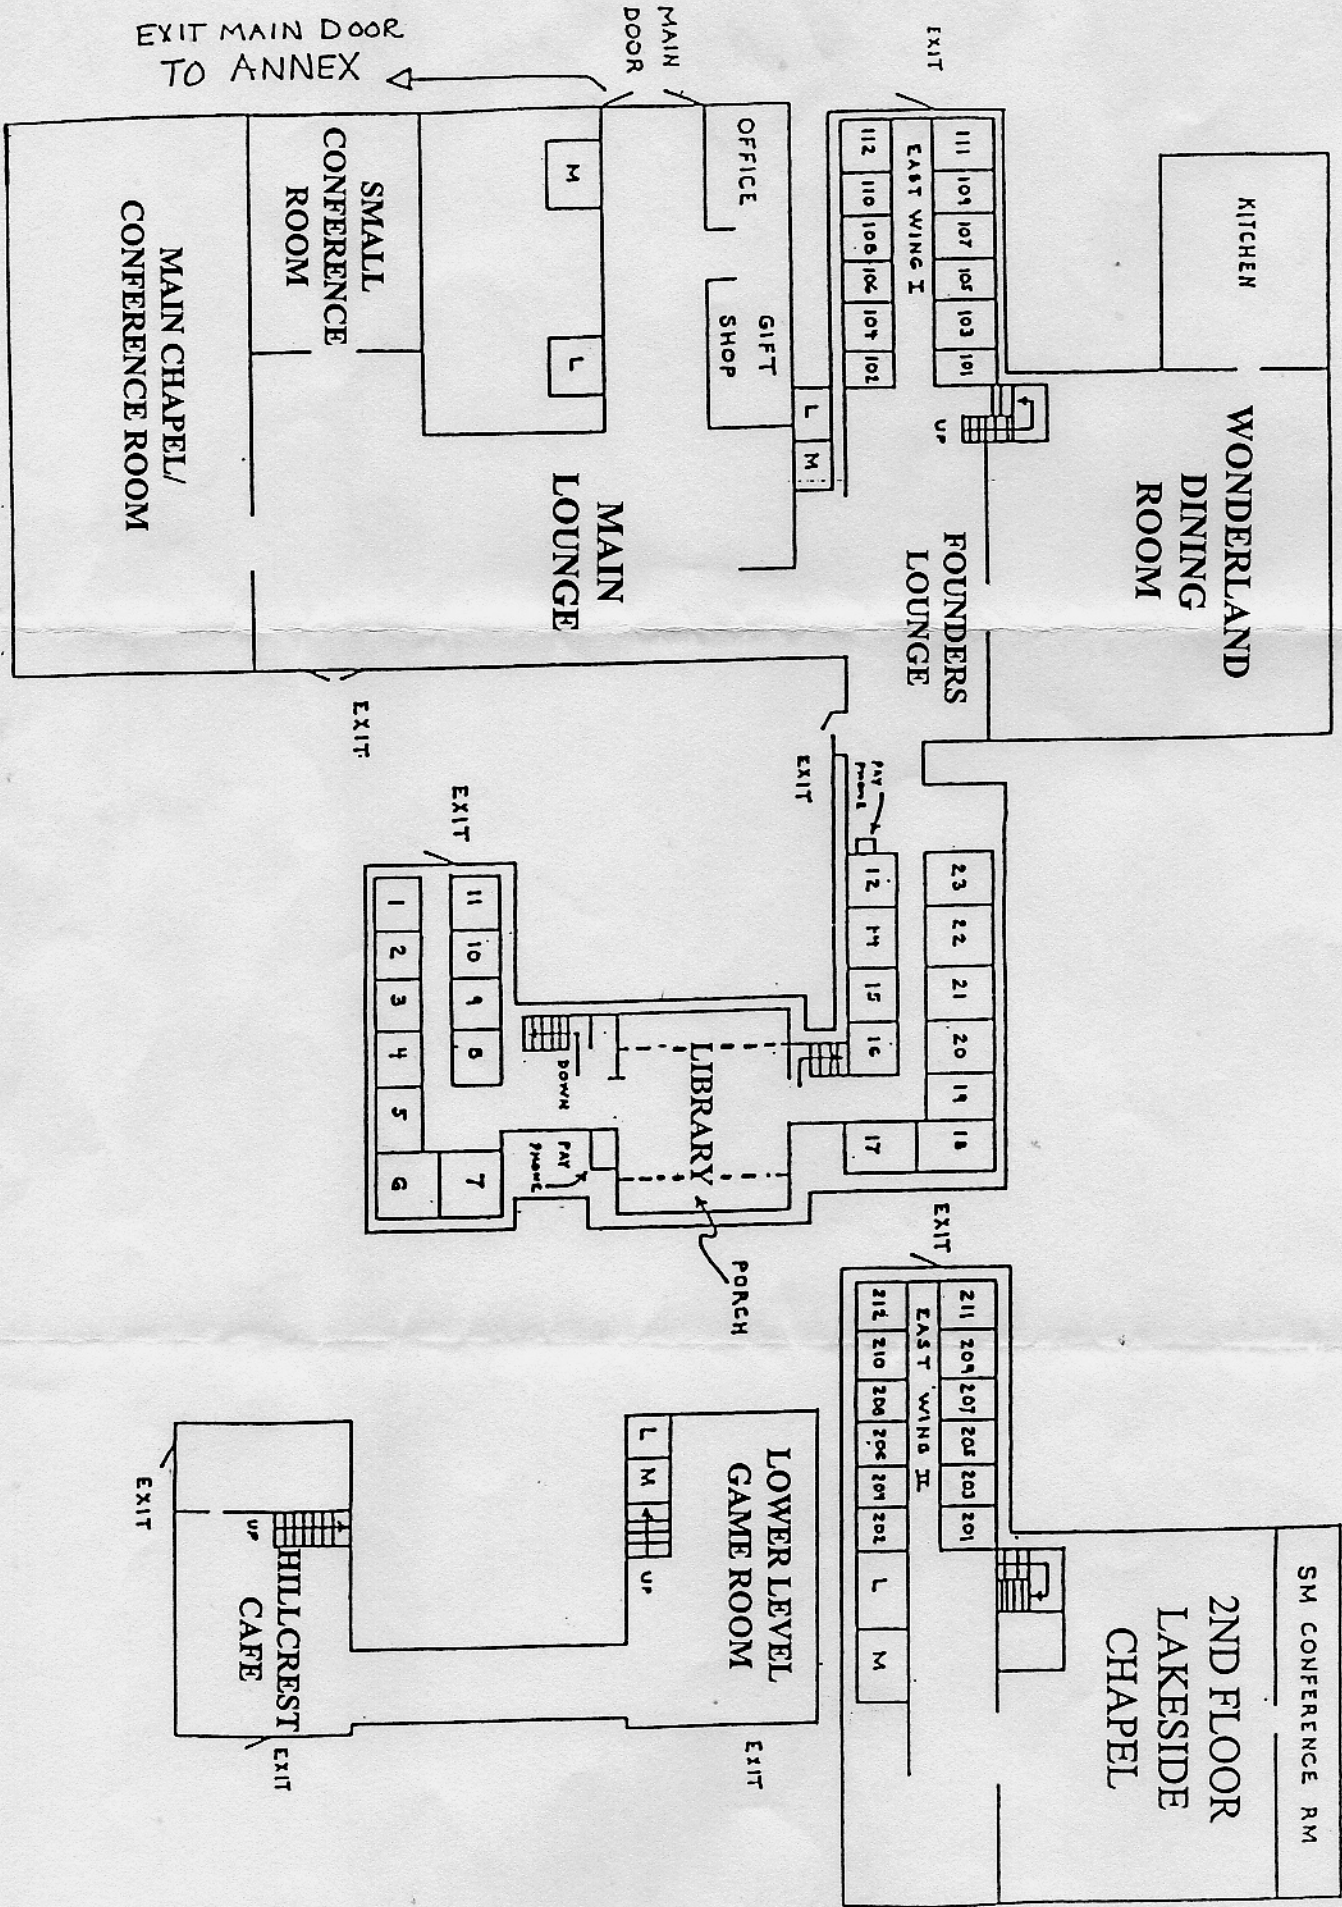 EXIT MAIN DOOR
TO ANNEX
MAIN
DOOR
EXIT
KITCHEN
WONDERLAND
DINING
ROOM
111 109 107 105 103 101
EAST WING I
112 110 108 106 104 102
UP
L M
OFFICE
GIFT
SHOP
FOUNDERS
LOUNGE
M
L
MAIN
LOUNGE
SMALL
CONFERENCE
ROOM
MAIN CHAPEL/
CONFERENCE ROOM
EXIT
EXIT
PAY
PHONE
23 22 21 20 19 18
12 14 15 16 17
LIBRARY
PORCH
DOWN
PAY
PHONE
EXIT
11 10 9 8 7
1 2 3 4 5 6
SM CONFERENCE RM
2ND FLOOR
LAKESIDE
CHAPEL
EXIT
211 209 207 205 203 201
EAST WING II
212 210 208 206 204 202 L M
LOWER LEVEL
GAME ROOM
L M
UP
EXIT
UP
HILLCREST
CAFE
EXIT
EXIT